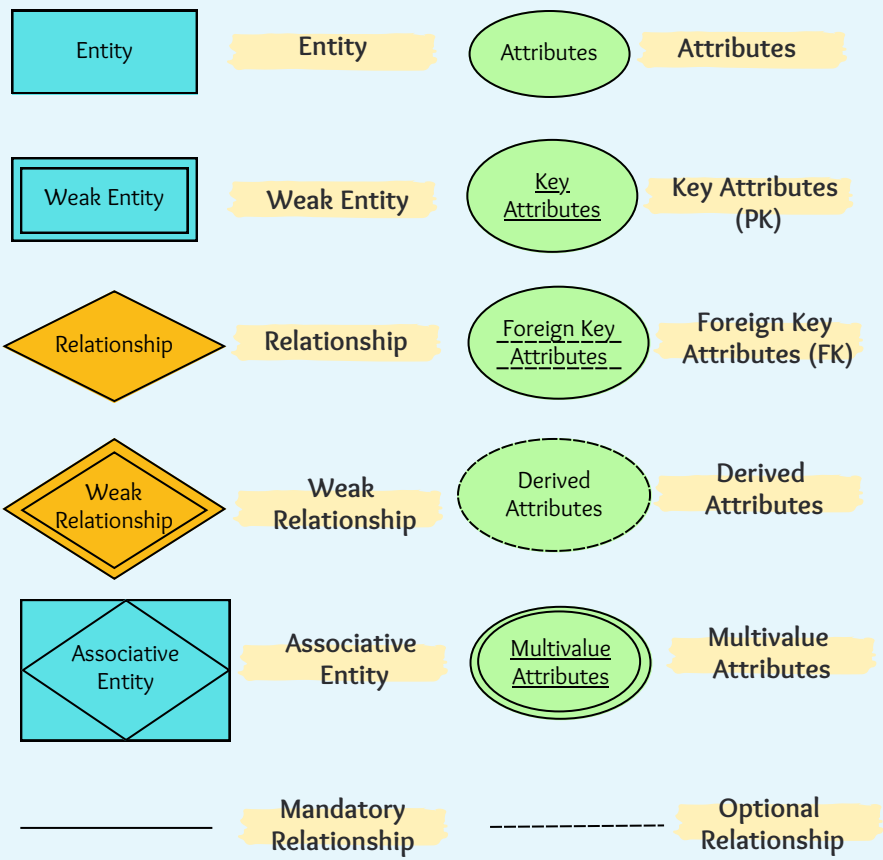 Entity
Entity
Attributes
Attributes
Weak Entity
Weak Entity
Key
Attributes
Key Attributes
(PK)
Relationship
Relationship
Foreign Key
Attributes
Foreign Key
Attributes (FK)
Weak
Relationship
Weak
Relationship
Derived
Attributes
Derived
Attributes
Associative
Entity
Associative
Entity
Multivalue
Attributes
Multivalue
Attributes
Mandatory
Relationship
Optional
Relationship